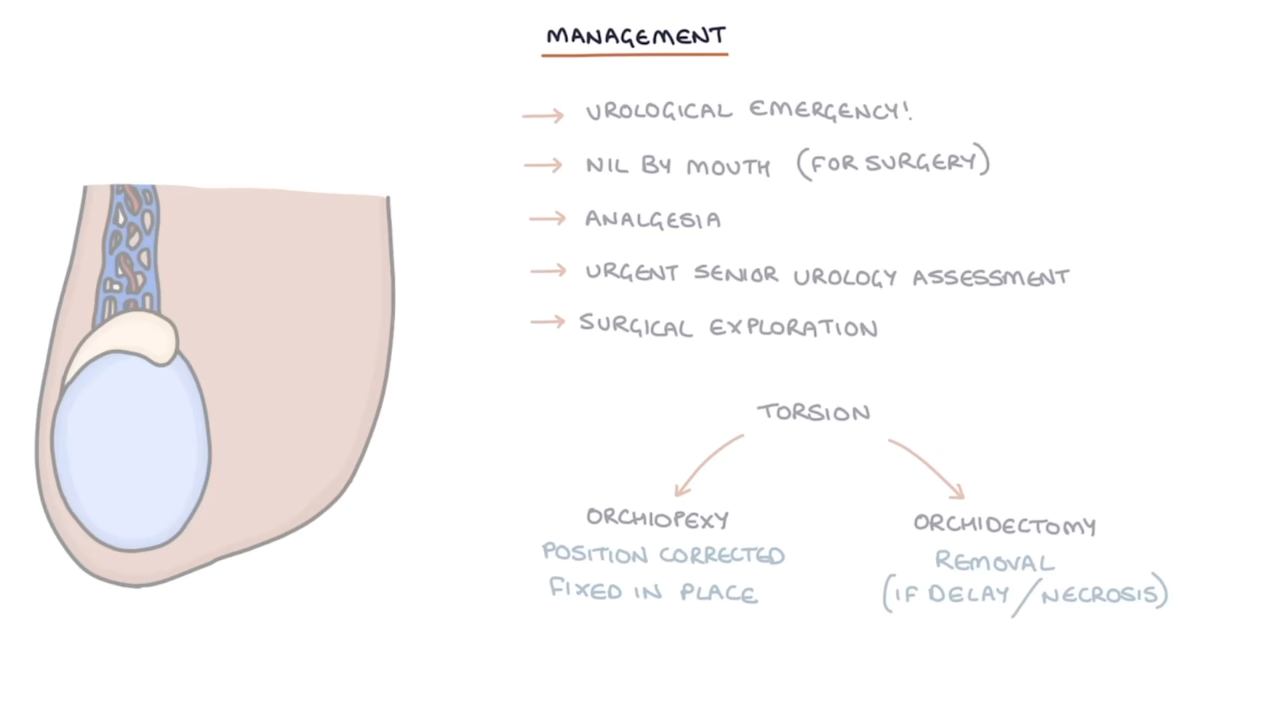 MANAGEMENT
→ UROLOGICAL EMERGENCY!
→ NIL BY MOUTH (FOR SURGERY)
→ ANALGESIA
→ URGENT SENIOR UROLOGY ASSESSMENT
→ SURGICAL EXPLORATION
TORSION
ORCHIOPEXY
POSITION CORRECTED
FIXED IN PLACE
ORCHIDECTOMY
REMOVAL
(IF DELAY/NECROSIS)